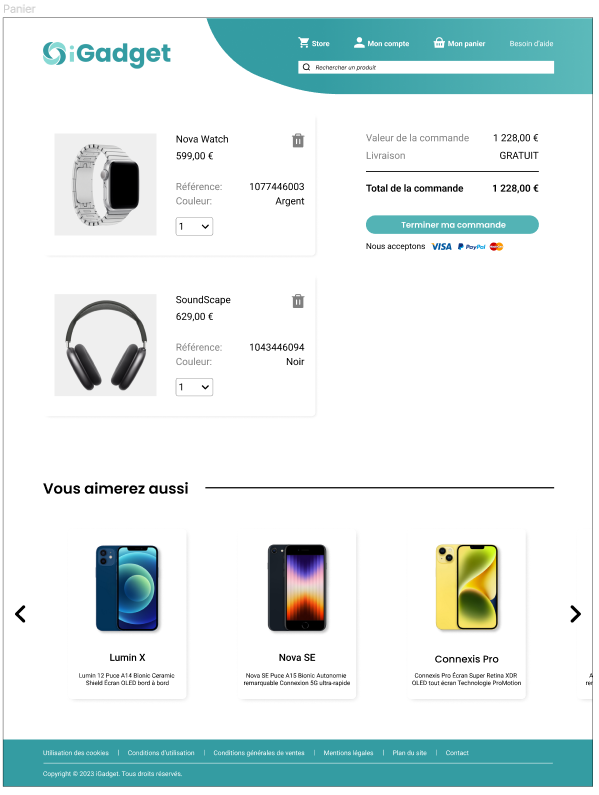 Panier
iGadget
Store
Mon compte
Mon panier
Besoin d'aide
Rechercher un produit
Nova Watch
599,00 €
Référence: 1077446003
Couleur: Argent
1
Valeur de la commande 1 228,00 €
Livraison GRATUIT
Total de la commande 1 228,00 €
Terminer ma commande
Nous acceptons VISA PayPal
SoundScape
629,00 €
Référence: 1043446094
Couleur: Noir
1
Vous aimerez aussi
Lumin X
Lumin 12 Puce A14 Bionic Ceramic
Shield Écran OLED bord à bord
Nova SE
Nova SE Puce A15 Bionic Autonomie
remarquable Connexion 5G ultra-rapide
Connexis Pro
Connexis Pro Écran Super Retina XDR
OLED tout écran Technologie ProMotion
Utilisation des cookies | Conditions d'utilisation | Conditions générales de ventes | Mentions légales | Plan du site | Contact
Copyright © 2023 iGadget. Tous droits réservés.